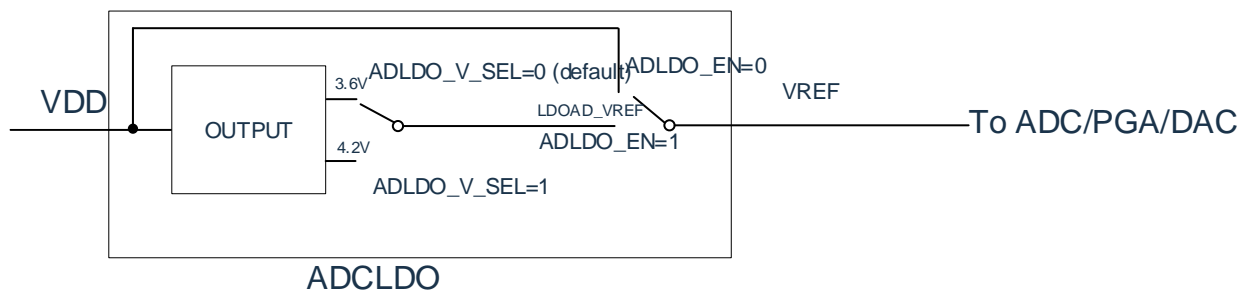 ADLDO_V_SEL=0 (default)
ADLDO_EN=0
3.6V
VDD
VREF
LDOAD_VREF
OUTPUT
To ADC/PGA/DAC
ADLDO_EN=1
4.2V
ADLDO_V_SEL=1
ADCLDO